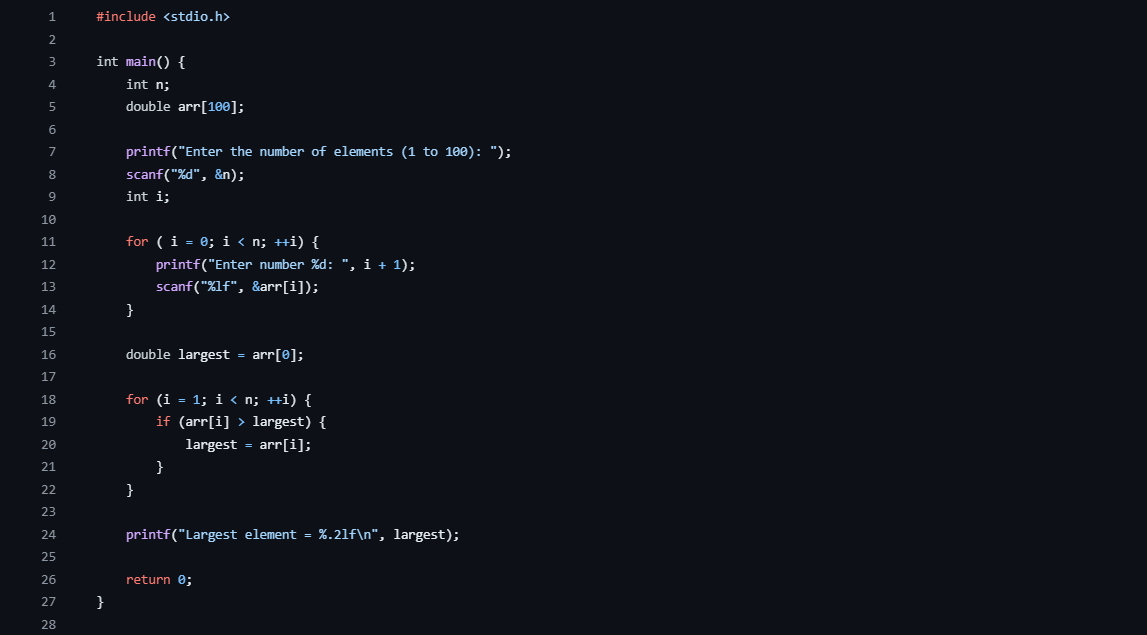 1 #include <stdio.h>
2
3 int main() {
4     int n;
5     double arr[100];
6
7     printf("Enter the number of elements (1 to 100): ");
8     scanf("%d", &n);
9     int i;
10
11     for ( i = 0; i < n; ++i) {
12         printf("Enter number %d: ", i + 1);
13         scanf("%lf", &arr[i]);
14     }
15
16     double largest = arr[0];
17
18     for (i = 1; i < n; ++i) {
19         if (arr[i] > largest) {
20             largest = arr[i];
21         }
22     }
23
24     printf("Largest element = %.2lf\n", largest);
25
26     return 0;
27 }
28